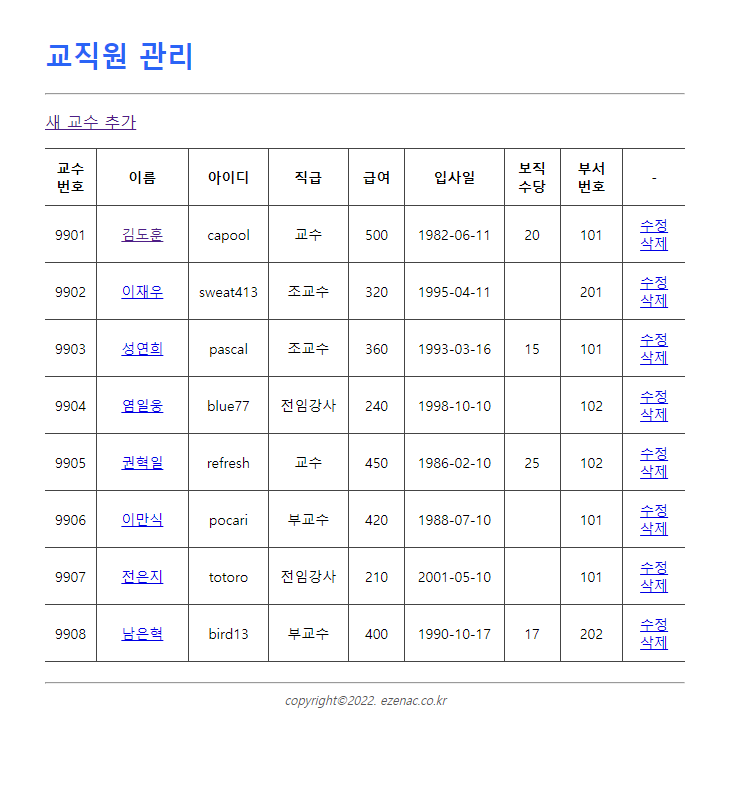 교직원 관리
새 교수 추가
교수 번호 이름 아이디 직급 급여 입사일 보직 수당 부서 번호 -
9901 김도훈 capool 교수 500 1982-06-11 20 101 수정 삭제
9902 이재우 sweat413 조교수 320 1995-04-11 201 수정 삭제
9903 성연희 pascal 조교수 360 1993-03-16 15 101 수정 삭제
9904 염일웅 blue77 전임강사 240 1998-10-10 102 수정 삭제
9905 권혁일 refresh 교수 450 1986-02-10 25 102 수정 삭제
9906 이만식 pocari 부교수 420 1988-07-10 101 수정 삭제
9907 전은지 totoro 전임강사 210 2001-05-10 101 수정 삭제
9908 남은혁 bird13 부교수 400 1990-10-17 17 202 수정 삭제
copyright©2022. ezenac.co.kr